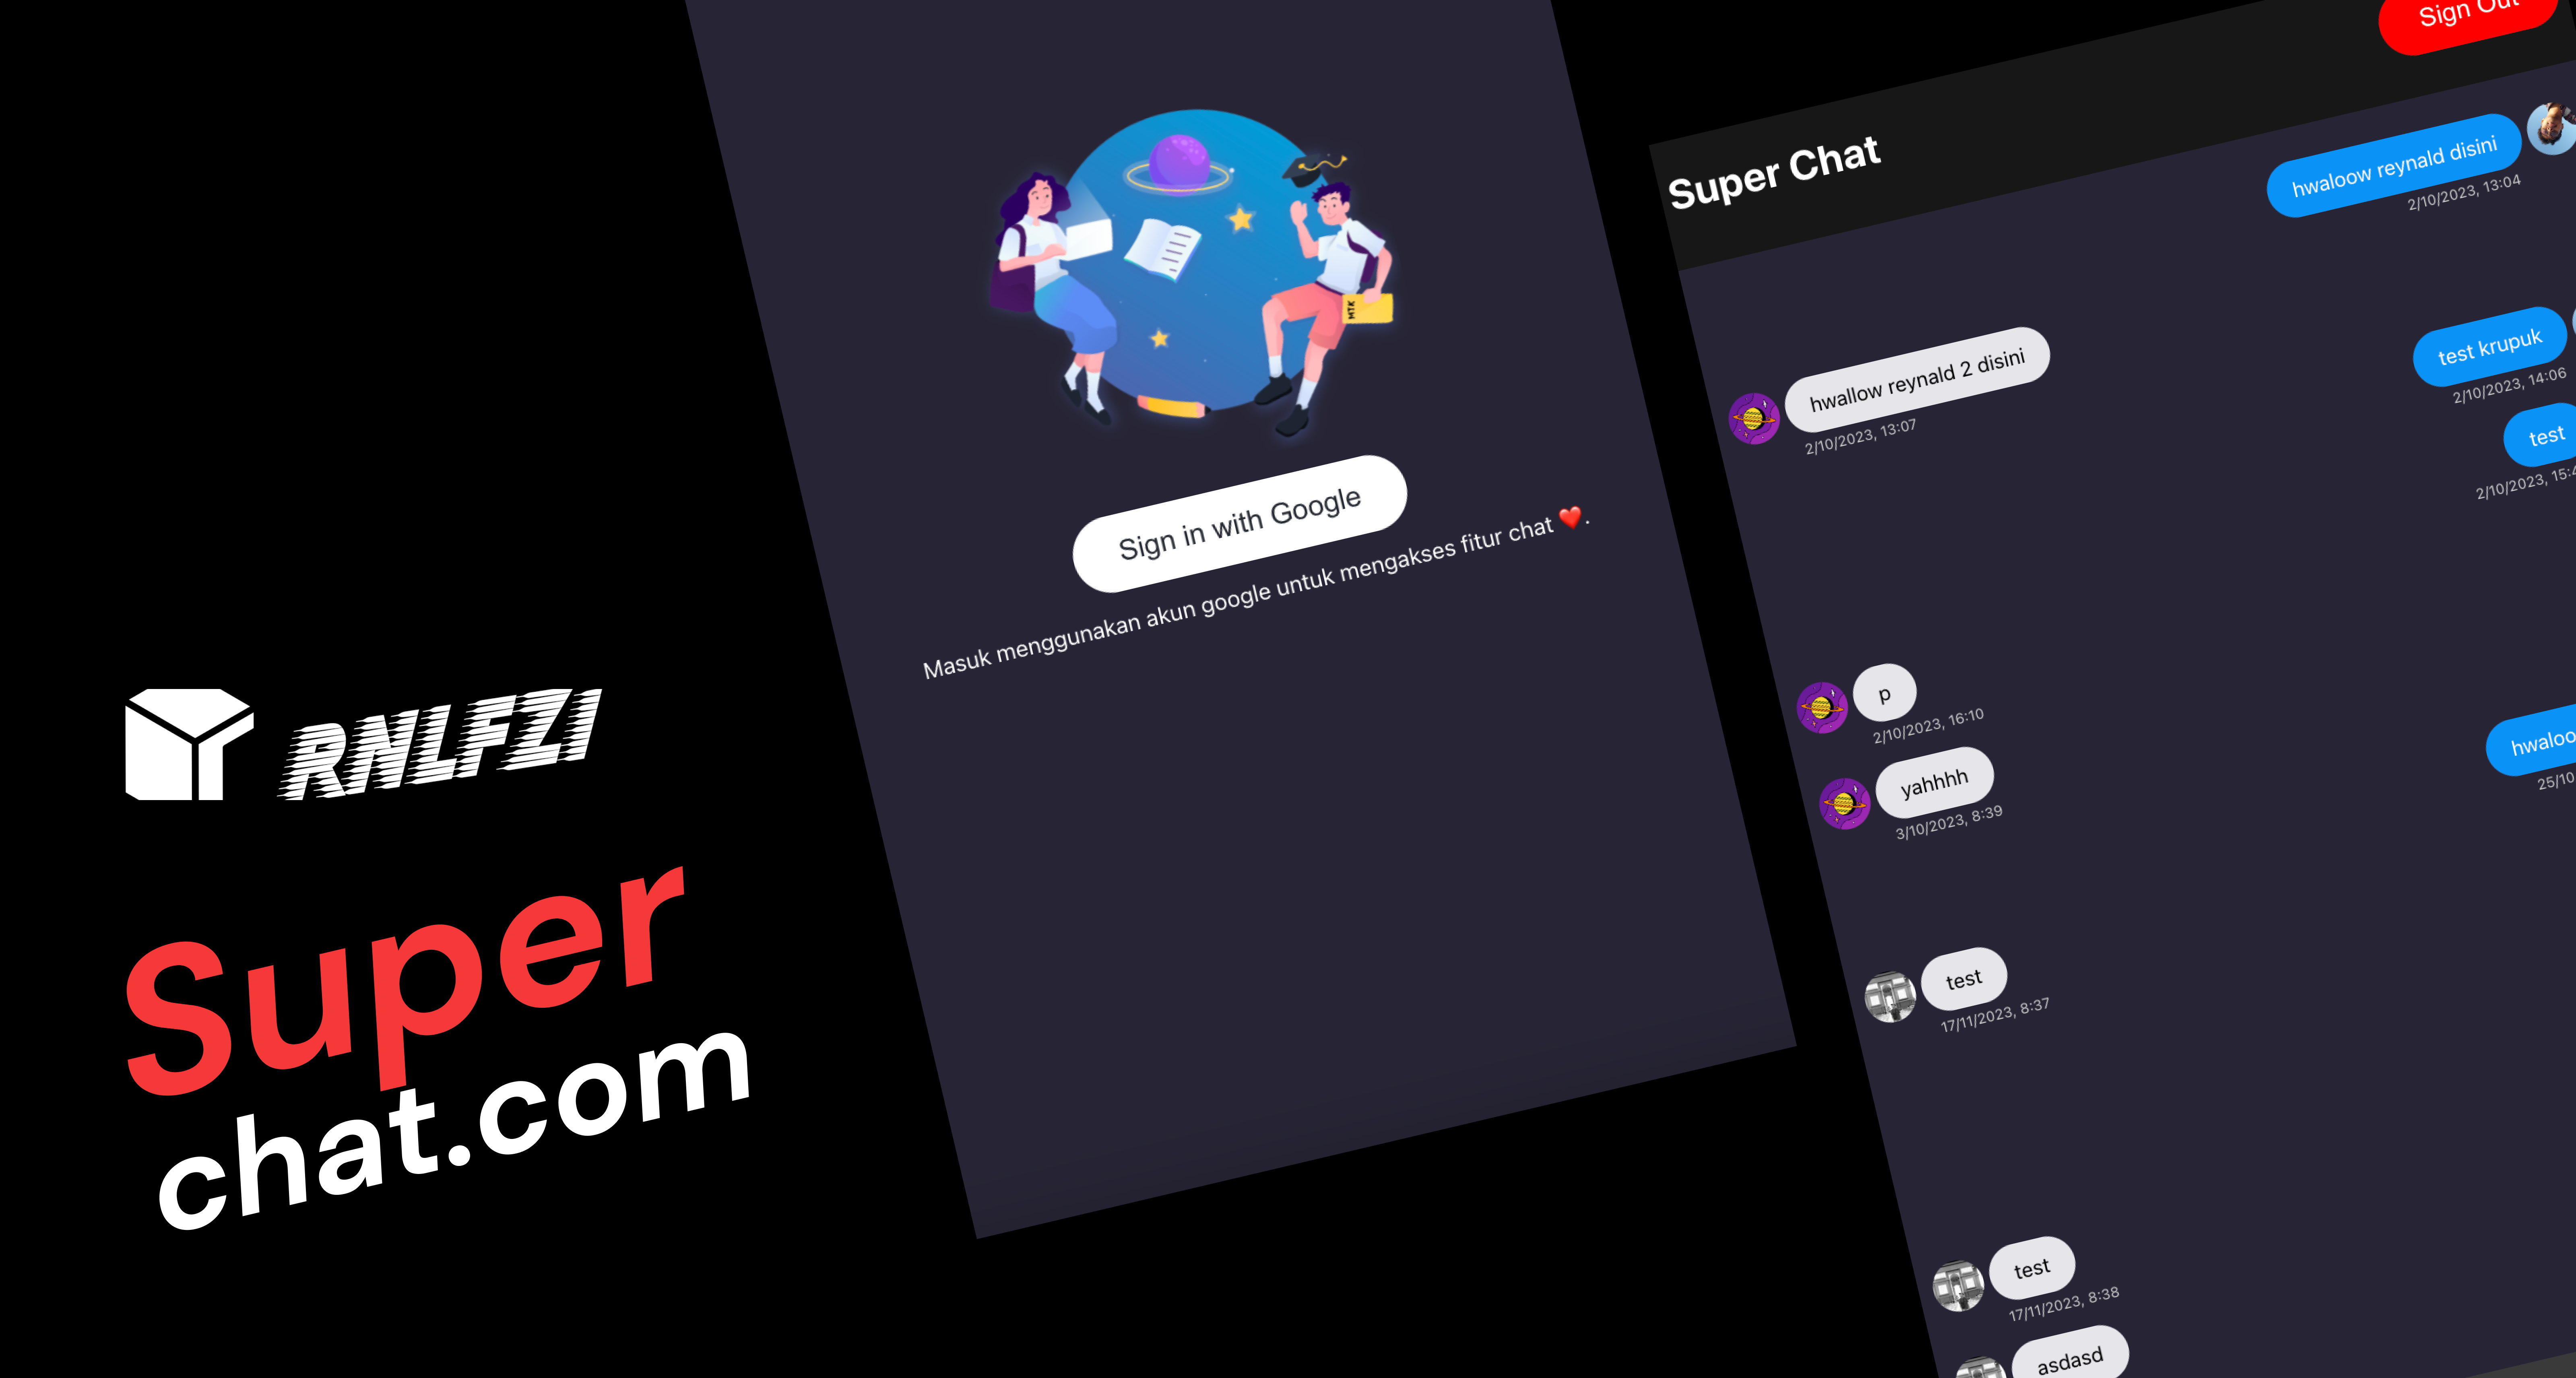 RNLFZI
Super
chat.com
MTK
Sign in with Google
Masuk menggunakan akun google untuk mengakses fitur chat ❤️.
Super Chat
Sign Out
hwaloow reynald disini
2/10/2023, 13:04
hwallow reynald 2 disini
2/10/2023, 13:07
test krupuk
2/10/2023, 14:06
test
2/10/2023, 15:4
p
2/10/2023, 16:10
yahhhh
3/10/2023, 8:39
hwaloo
25/10
test
17/11/2023, 8:37
test
17/11/2023, 8:38
asdasd